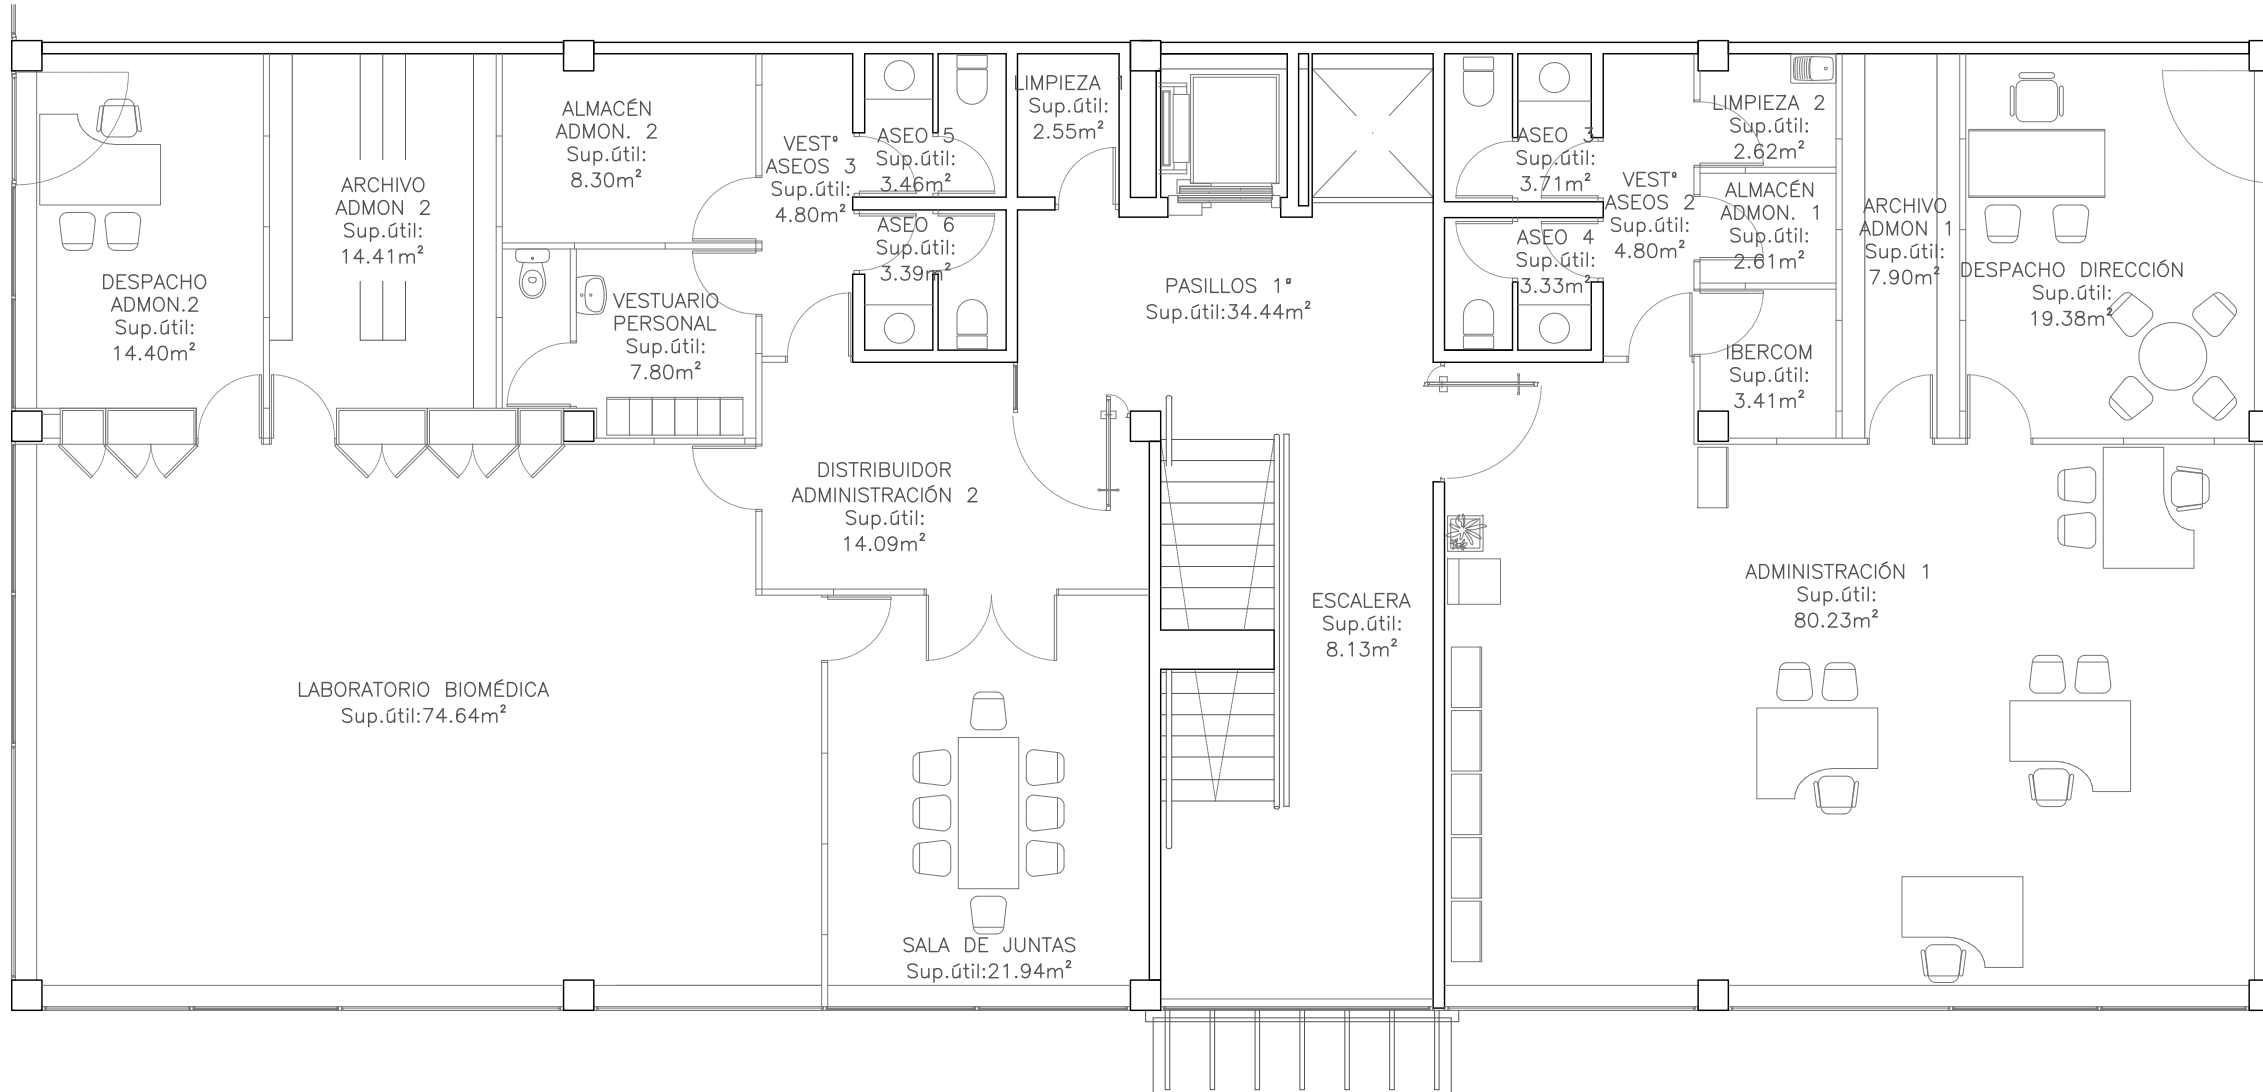 DESPACHO
ADMON.2
Sup.útil:
14.40m²
ARCHIVO
ADMON 2
Sup.útil:
14.41m²
ALMACÉN
ADMON. 2
Sup.útil:
8.30m²
VESTUARIO
PERSONAL
Sup.útil:
7.80m²
VESTº
ASEOS 3
Sup.útil:
4.80m²
ASEO 5
Sup.útil:
3.46m²
ASEO 6
Sup.útil:
3.39m²
LIMPIEZA 1
Sup.útil:
2.55m²
PASILLOS 1ª
Sup.útil:34.44m²
ASEO 3
Sup.útil:
3.71m²
ASEO 4
Sup.útil:
3.33m²
VESTº
ASEOS 2
Sup.útil:
4.80m²
LIMPIEZA 2
Sup.útil:
2.62m²
ALMACÉN
ADMON. 1
Sup.útil:
2.61m²
IBERCOM
Sup.útil:
3.41m²
ARCHIVO
ADMON 1
Sup.útil:
7.90m²
DESPACHO DIRECCIÓN
Sup.útil:
19.38m²
DISTRIBUIDOR
ADMINISTRACIÓN 2
Sup.útil:
14.09m²
ESCALERA
Sup.útil:
8.13m²
ADMINISTRACIÓN 1
Sup.útil:
80.23m²
LABORATORIO BIOMÉDICA
Sup.útil:74.64m²
SALA DE JUNTAS
Sup.útil:21.94m²